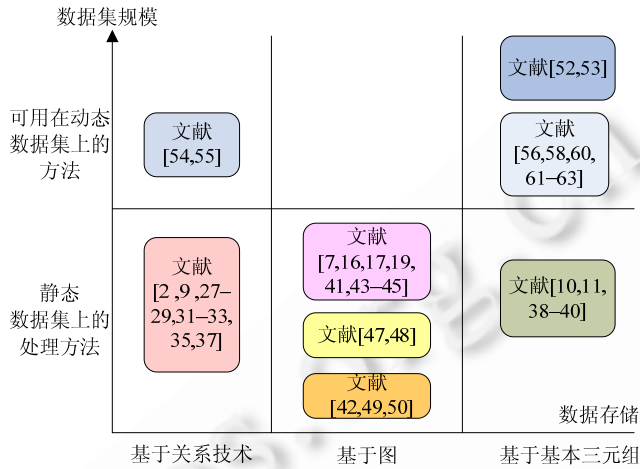 数据集规模
可用在动态
数据集上的
方法
文献
[54,55]
文献[52,53]
文献
[56,58,60,
61–63]
静态
数据集上的
处理方法
文献
[2 ,9 ,27–
29,31–33,
35,37]
文献
[7,16,17,19,
41,43–45]
文献[47,48]
文献
[42,49,50]
文献[10,11,
38–40]
数据存储
基于关系技术
基于图
基于基本三元组